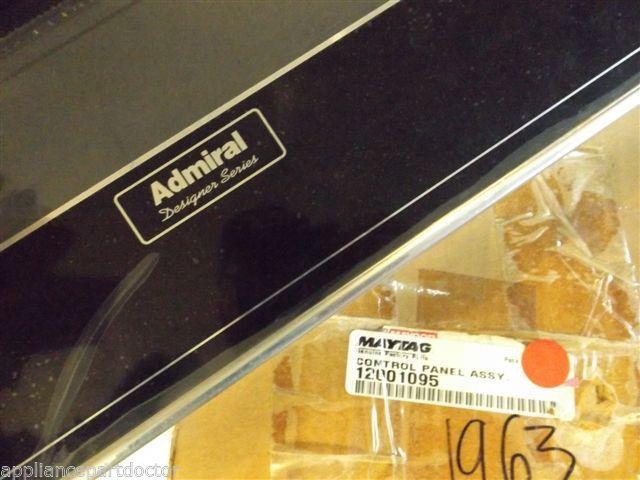 Admiral
Designer Series
MAYTAG
Genuine Factory Parts
CONTROL PANEL ASSY.
12001095
1963
appliancepartdoctor